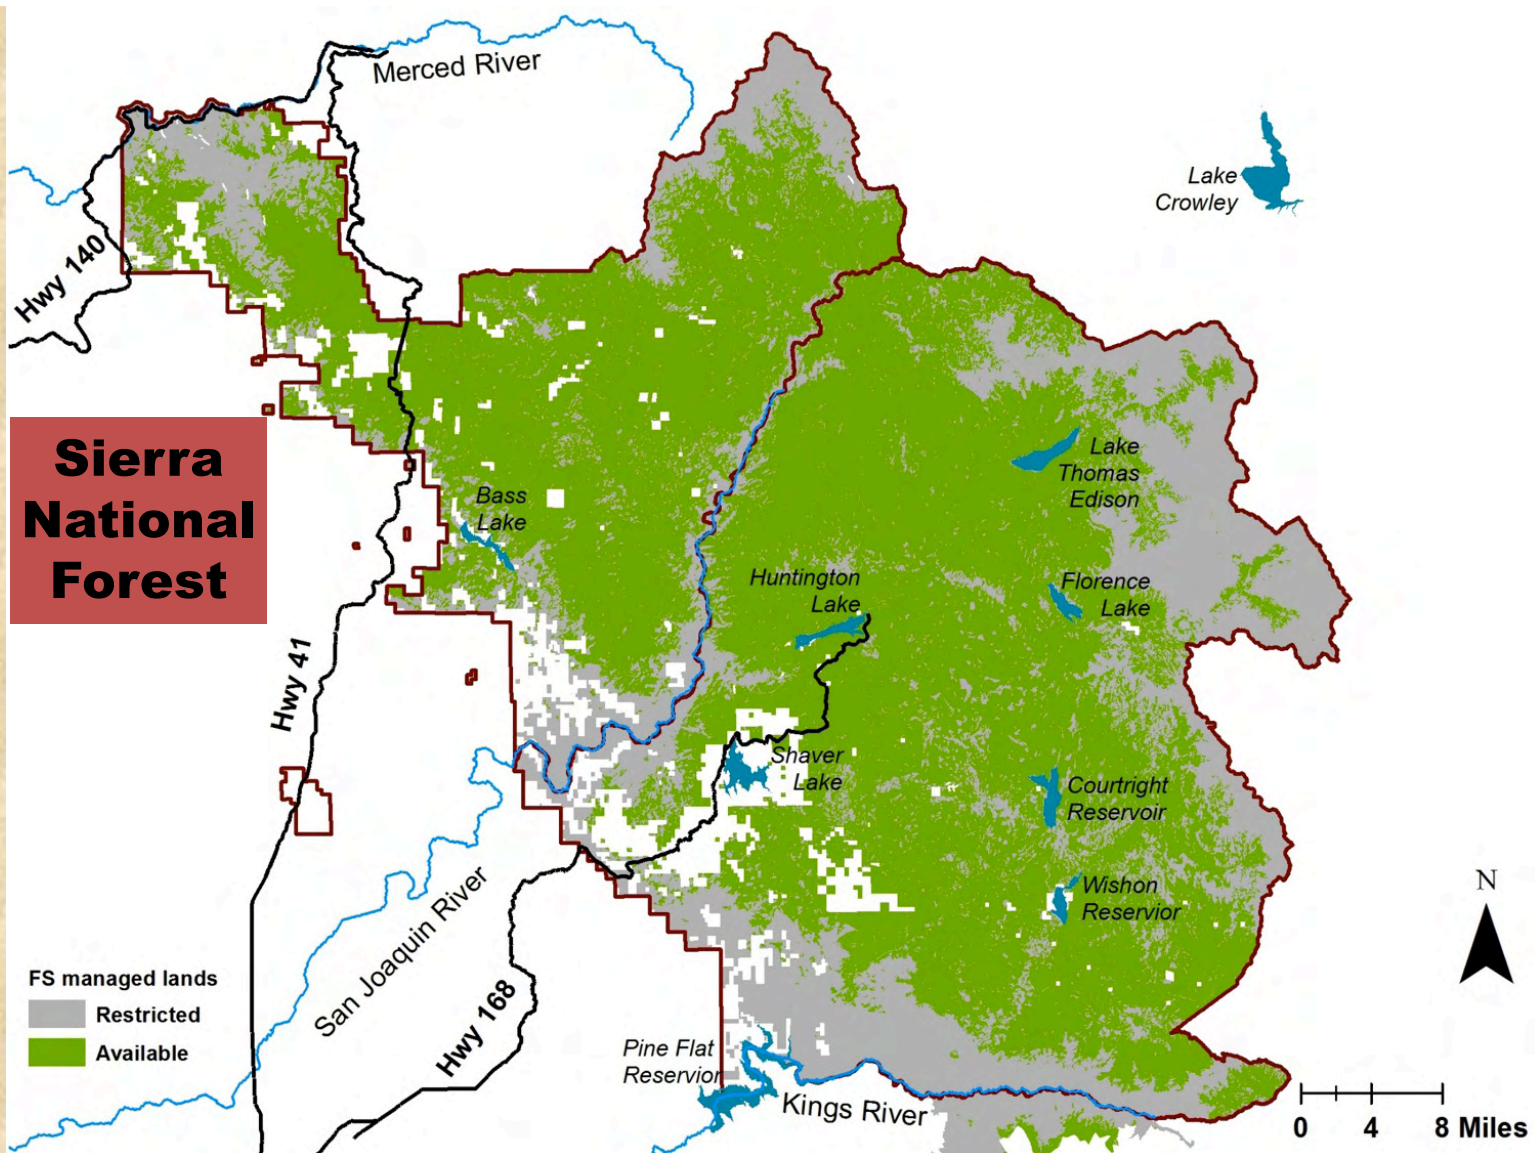 Merced River
Lake
Crowley
Hwy 140
Sierra
National
Forest
Lake
Thomas
Edison
Bass
Lake
Huntington
Lake
Florence
Lake
Hwy 41
Shaver
Lake
Courtright
Reservoir
Wishon
Reservior
N
San Joaquin River
Hwy 168
FS managed lands
Restricted
Available
Pine Flat
Reservior
Kings River
0 4 8 Miles